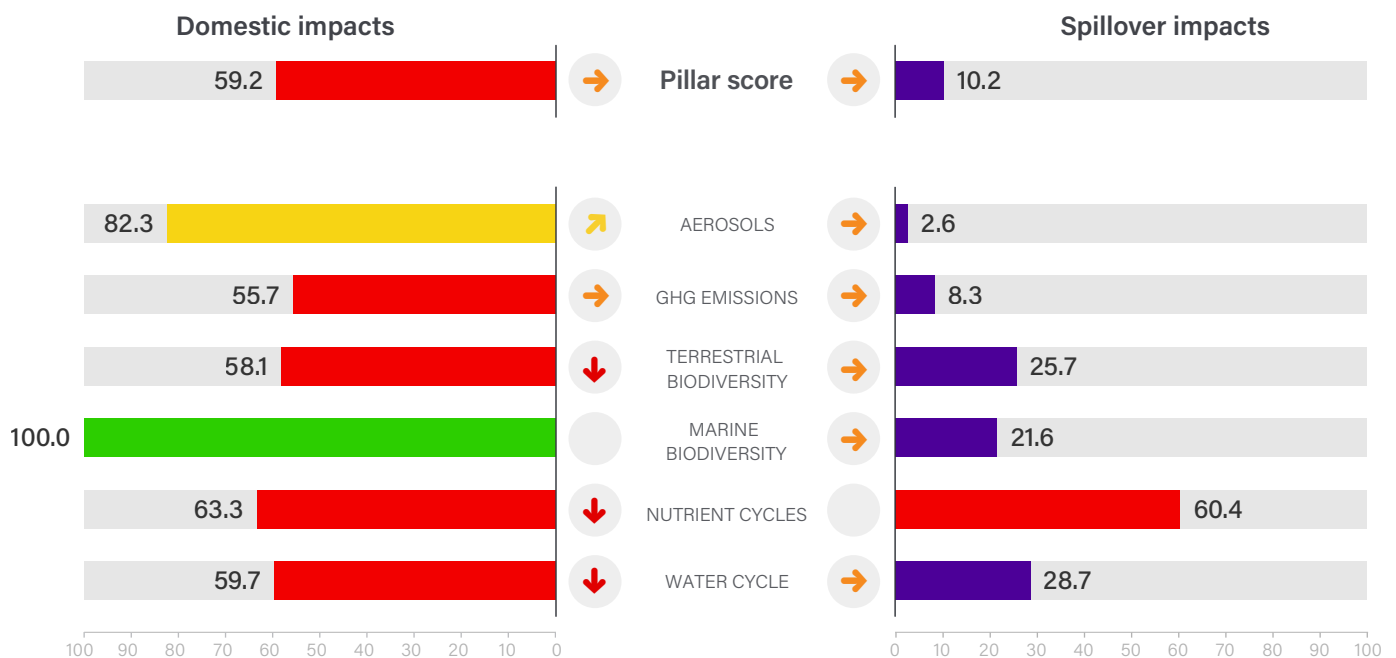 Domestic impacts
Spillover impacts
59.2
Pillar score
10.2
82.3
AEROSOLS
2.6
55.7
GHG EMISSIONS
8.3
58.1
TERRESTRIAL
BIODIVERSITY
25.7
100.0
MARINE
BIODIVERSITY
21.6
63.3
NUTRIENT CYCLES
60.4
59.7
WATER CYCLE
28.7
100 90 80 70 60 50 40 30 20 10 0
0 10 20 30 40 50 60 70 80 90 100